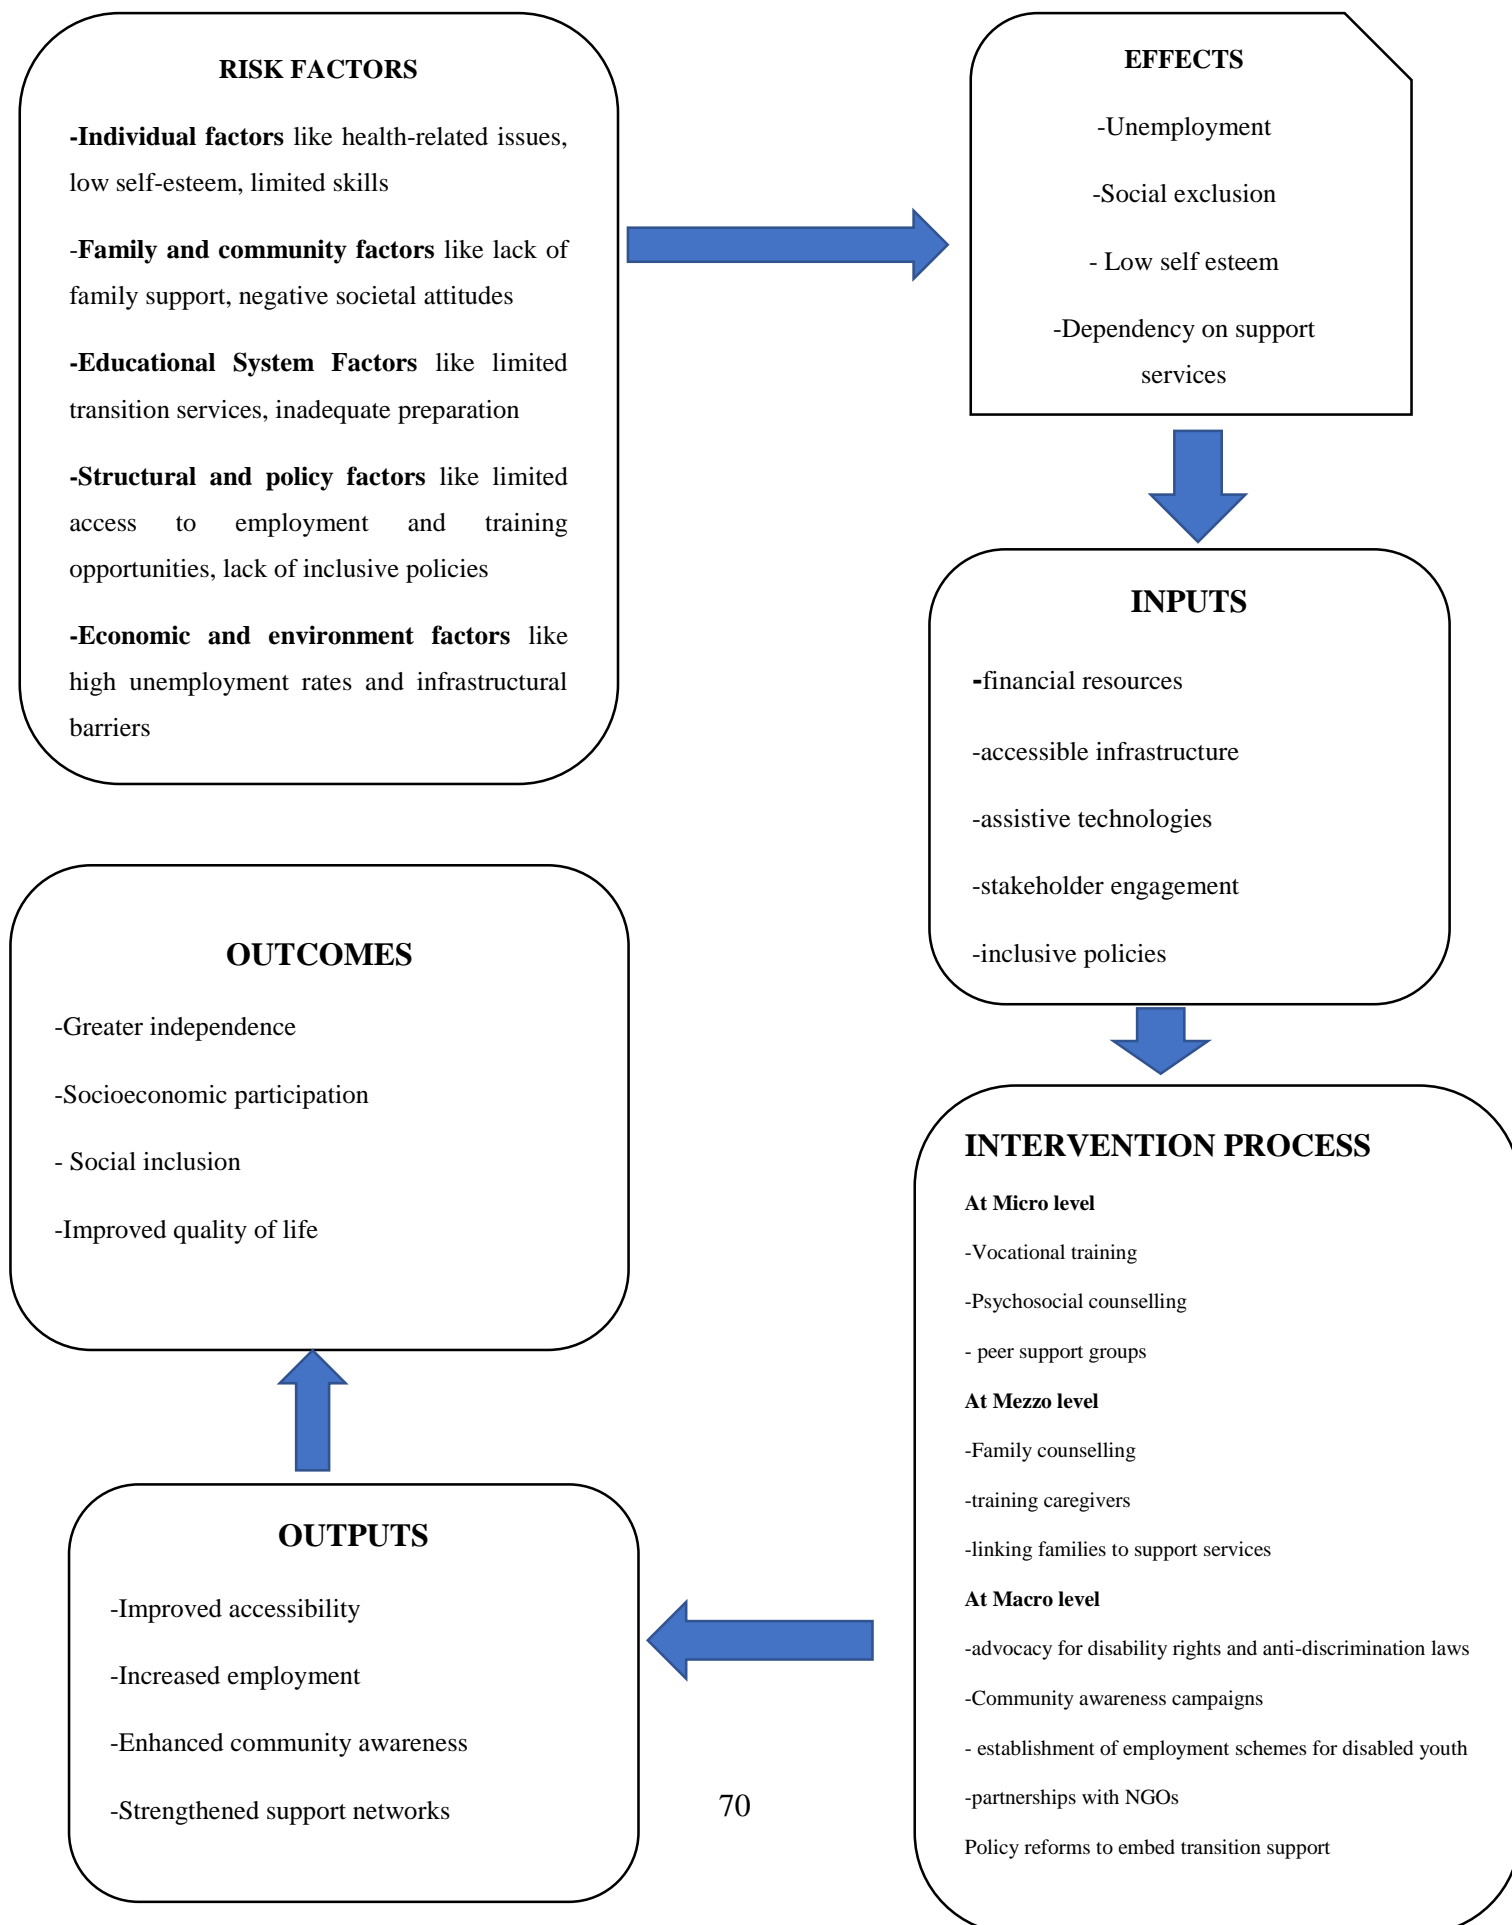 RISK FACTORS
-Individual factors like health-related issues,
low self-esteem, limited skills
-Family and community factors like lack of
family support, negative societal attitudes
-Educational System Factors like limited
transition services, inadequate preparation
-Structural and policy factors like limited
access to employment and training
opportunities, lack of inclusive policies
-Economic and environment factors like
high unemployment rates and infrastructural
barriers
EFFECTS
-Unemployment
-Social exclusion
- Low self esteem
-Dependency on support
services
INPUTS
-financial resources
-accessible infrastructure
-assistive technologies
-stakeholder engagement
-inclusive policies
INTERVENTION PROCESS
At Micro level
-Vocational training
-Psychosocial counselling
- peer support groups
At Mezzo level
-Family counselling
-training caregivers
-linking families to support services
At Macro level
-advocacy for disability rights and anti-discrimination laws
-Community awareness campaigns
- establishment of employment schemes for disabled youth
-partnerships with NGOs
Policy reforms to embed transition support
OUTPUTS
-Improved accessibility
-Increased employment
-Enhanced community awareness
-Strengthened support networks
OUTCOMES
-Greater independence
-Socioeconomic participation
- Social inclusion
-Improved quality of life
70